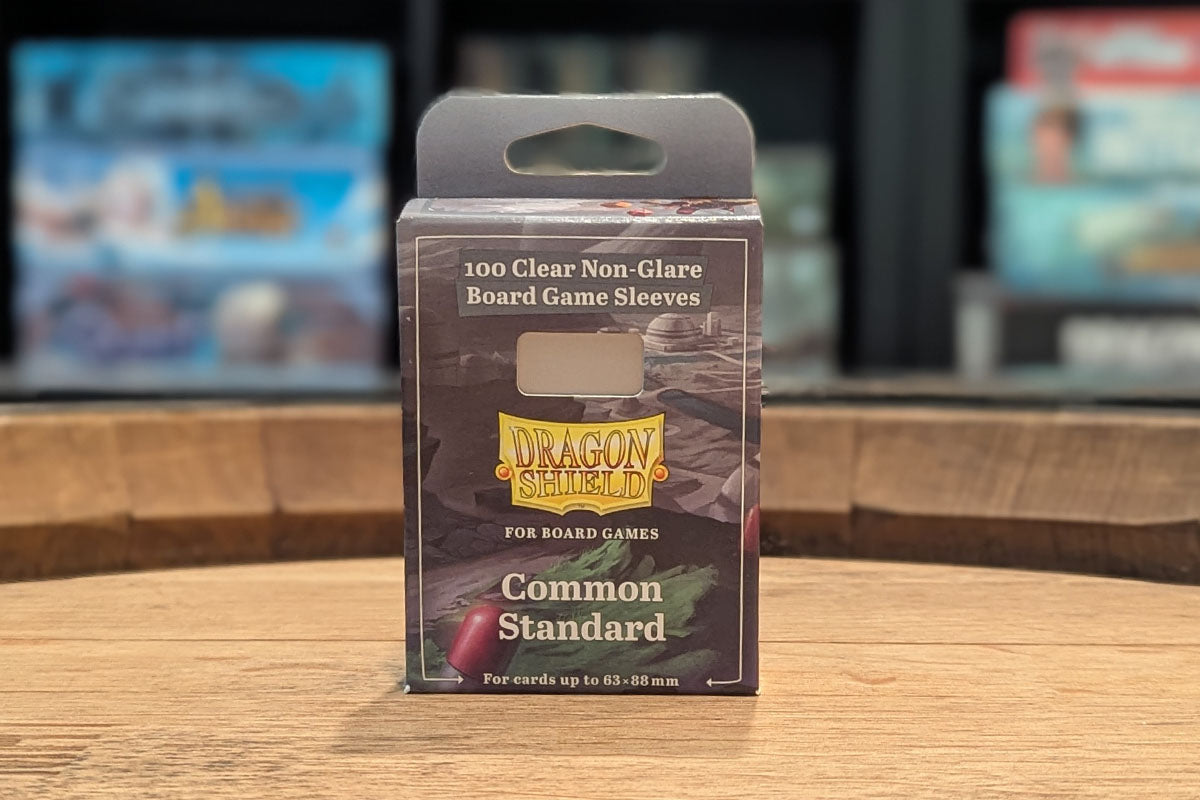 100 Clear Non-Glare
Board Game Sleeves
DRAGON
SHIELD
FOR BOARD GAMES
Common
Standard
For cards up to 63×88mm